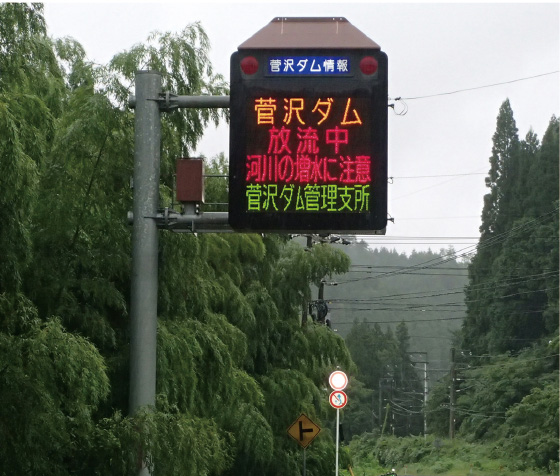 菅沢ダム情報
菅沢ダム
放流中
河川の増水に注意
菅沢ダム管理支所